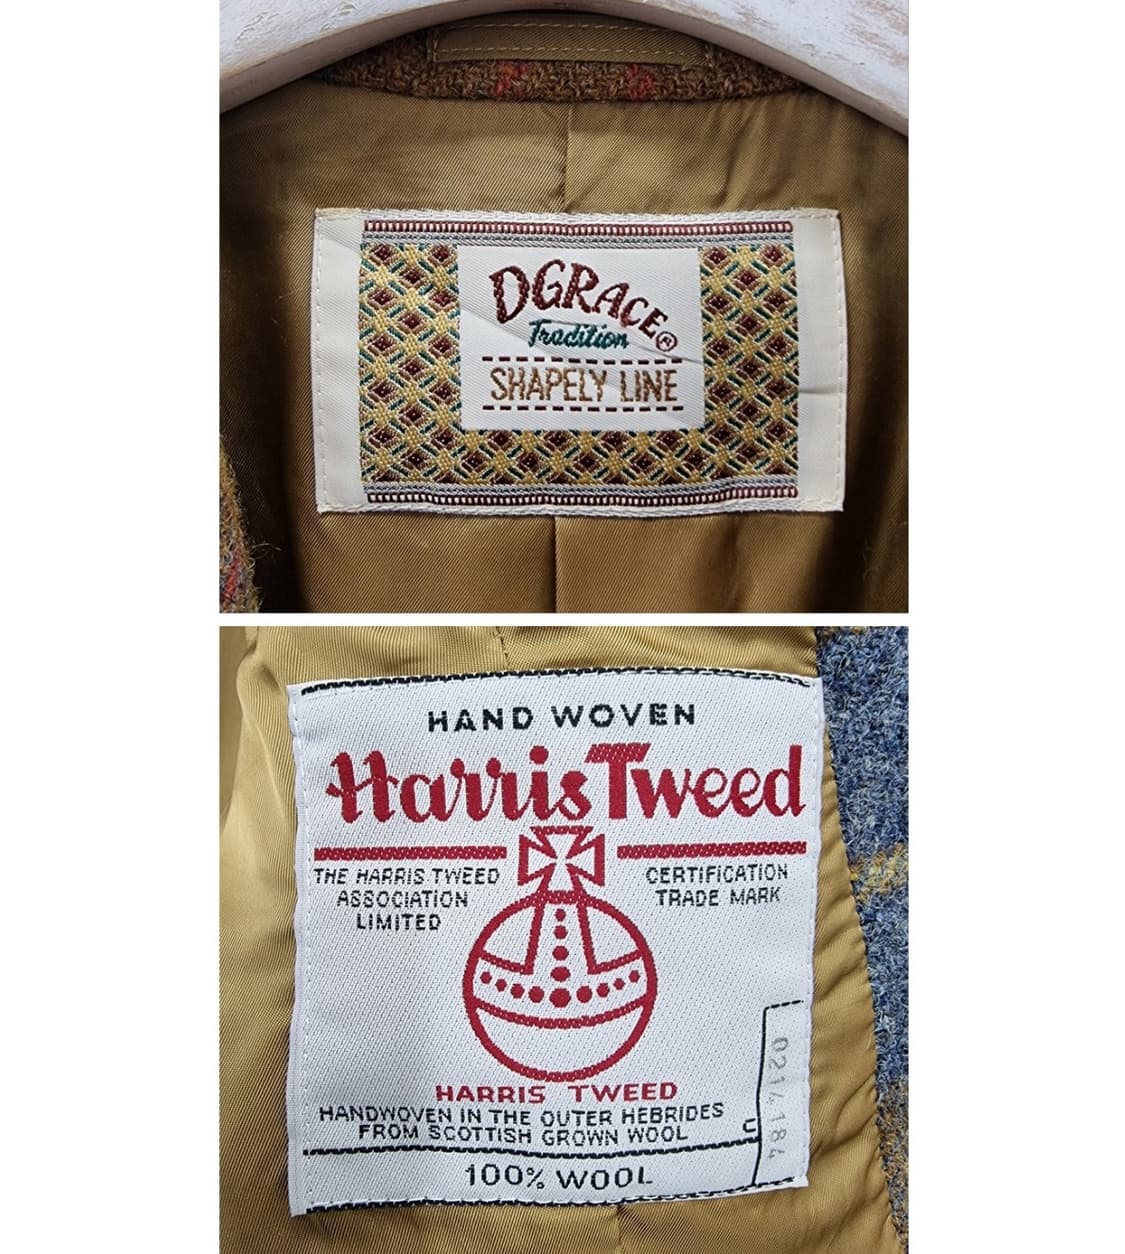 DGRACE®
Tradition
SHAPELY LINE
HAND WOVEN
Harris Tweed
THE HARRIS TWEED
ASSOCIATION
LIMITED
CERTIFICATION
TRADE MARK
HARRIS TWEED
HANDWOVEN IN THE OUTER HEBRIDES
FROM SCOTTISH GROWN WOOL
100% WOOL
0214184